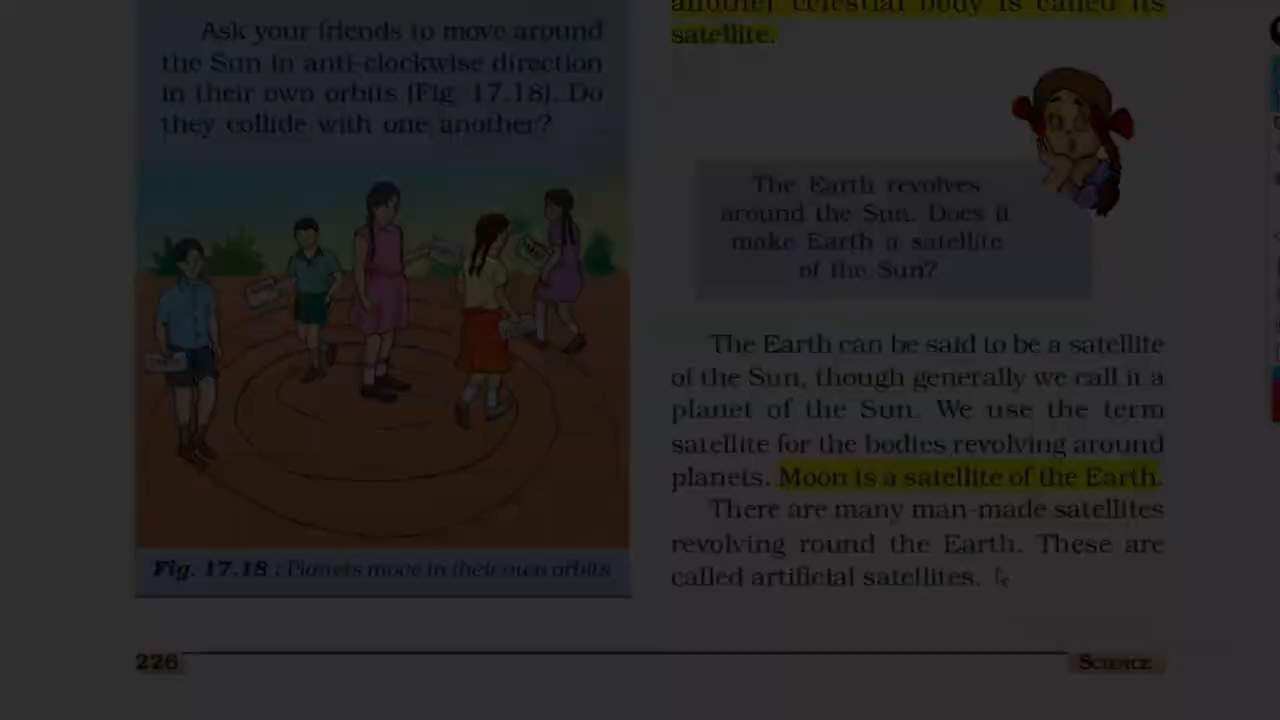 Ask your friends to move around
the Sun in anti-clockwise direction
in their own orbits (Fig. 17.18). Do
they collide with one another?
Fig. 17.18 : Planets move in their own orbits
another celestial body is called its
satellite.
The Earth revolves
around the Sun. Does it
make Earth a satellite
of the Sun?
The Earth can be said to be a satellite
of the Sun, though generally we call it a
planet of the Sun. We use the term
satellite for the bodies revolving around
planets. Moon is a satellite of the Earth.
There are many man-made satellites
revolving round the Earth. These are
called artificial satellites.
226
SCIENCE